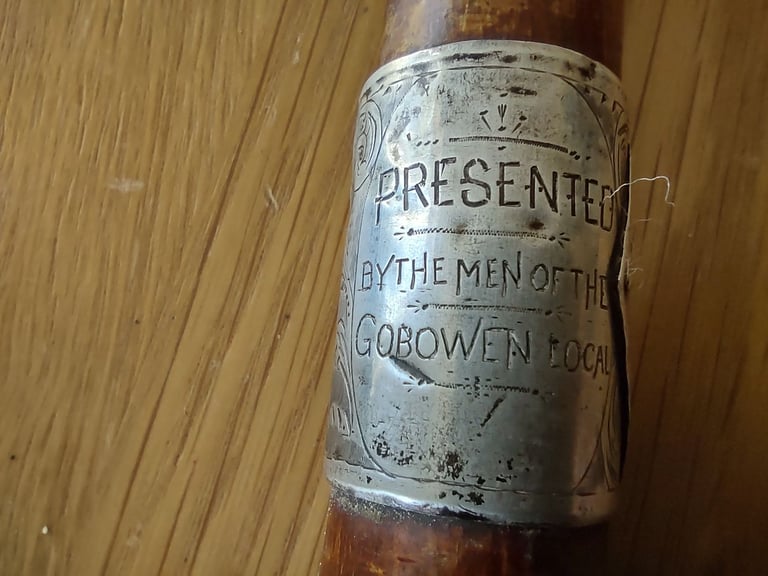 PRESENTED
BY THE MEN OF THE
GOBOWEN LOCAL